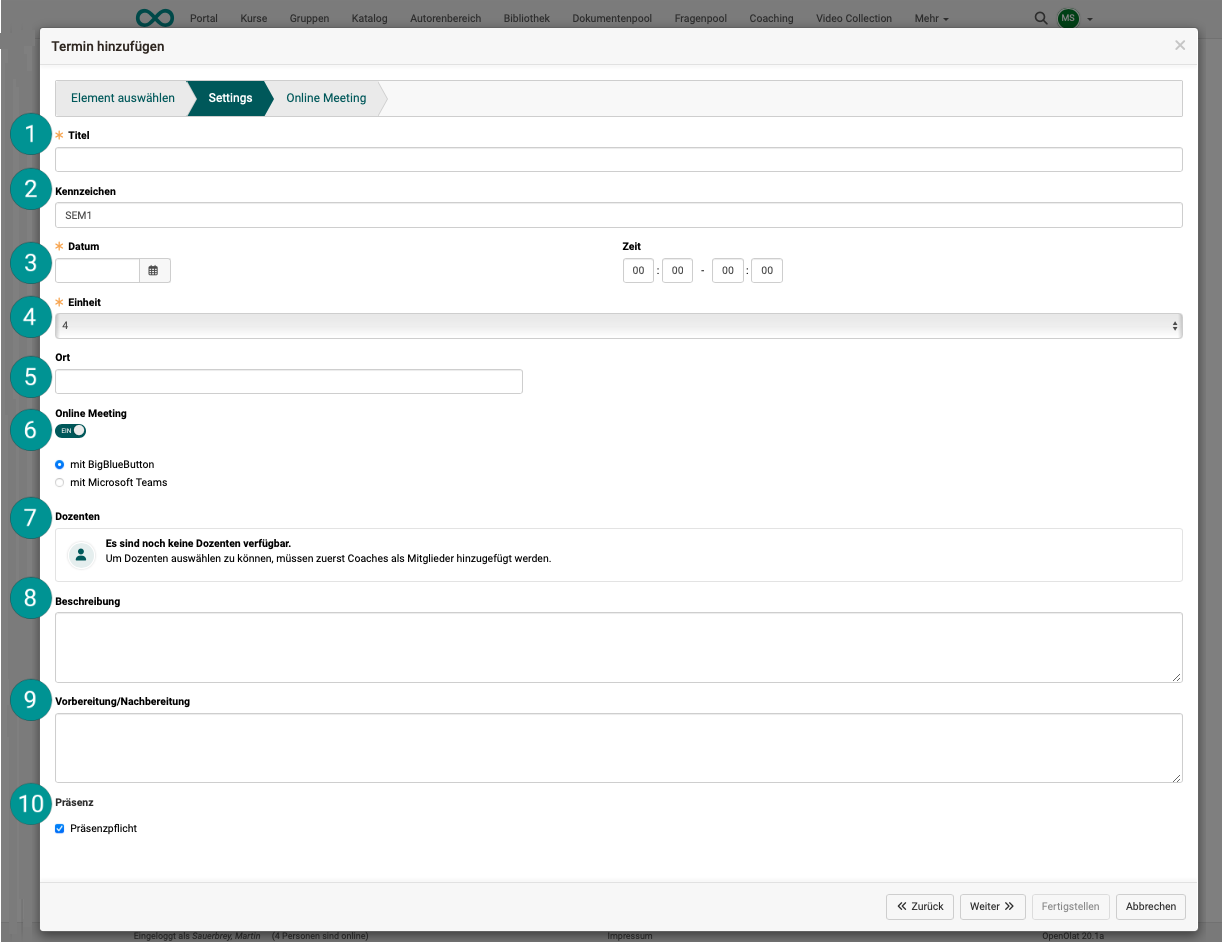 Portal Kurse Gruppen Katalog Autorenbereich Bibliothek Dokumentenpool Fragenpool Coaching Video Collection Mehr MS
Termin hinzufügen ×
Element auswählen Settings Online Meeting
1 * Titel
2 Kennzeichen
SEM1
3 * Datum Zeit
00 : 00 - 00 : 00
4 * Einheit
4
5 Ort
6 Online Meeting
EIN
mit BigBlueButton
mit Microsoft Teams
7 Dozenten
Es sind noch keine Dozenten verfügbar.
Um Dozenten auswählen zu können, müssen zuerst Coaches als Mitglieder hinzugefügt werden.
8 Beschreibung
9 Vorbereitung/Nachbereitung
10 Präsenz
Präsenzpflicht
Zurück Weiter Fertigstellen Abbrechen
Eingeloggt als Sauerbrey, Martin (4 Personen sind online) Impressum OpenOlat 20.1a